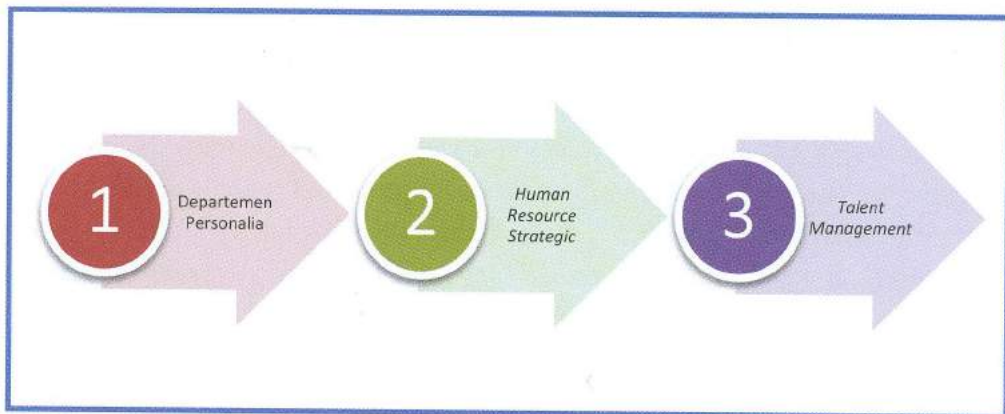 1
Departemen
Personalia
2
Human
Resource
Strategic
3
Talent
Management